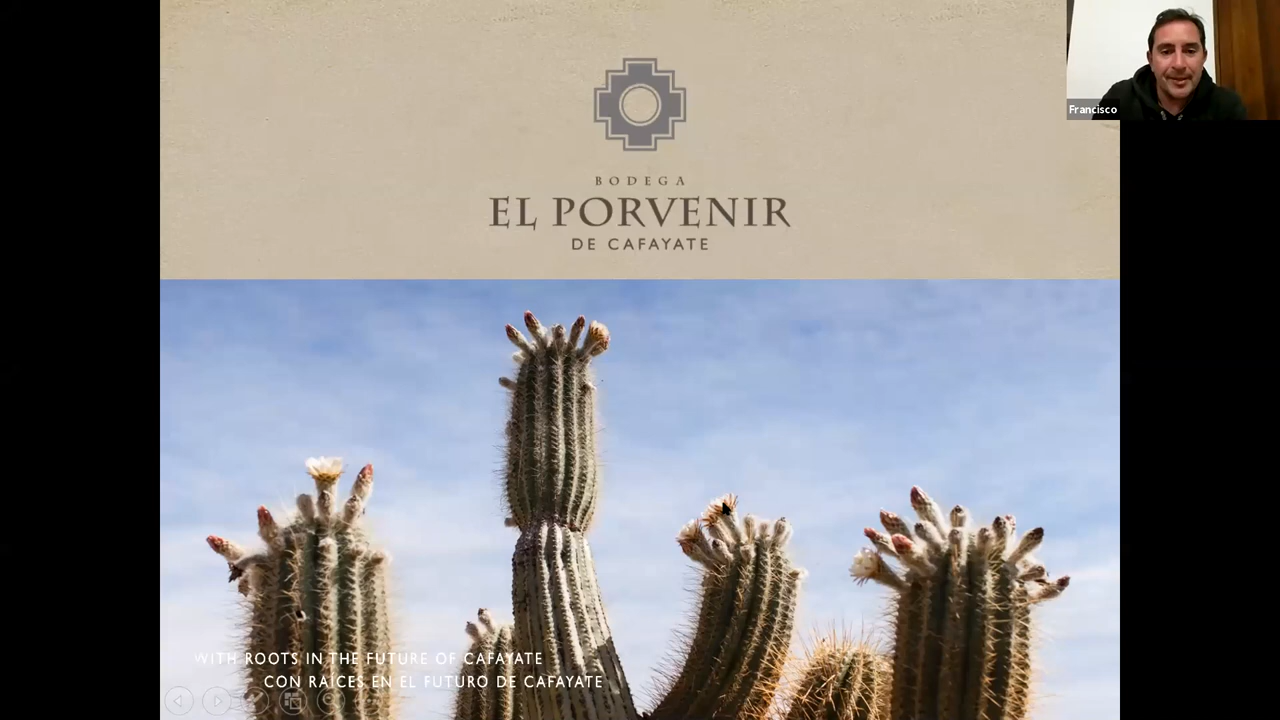 BODEGA
EL PORVENIR
DE CAFAYATE
Francisco
WITH ROOTS IN THE FUTURE OF CAFAYATE
CON RAÍCES EN EL FUTURO DE CAFAYATE